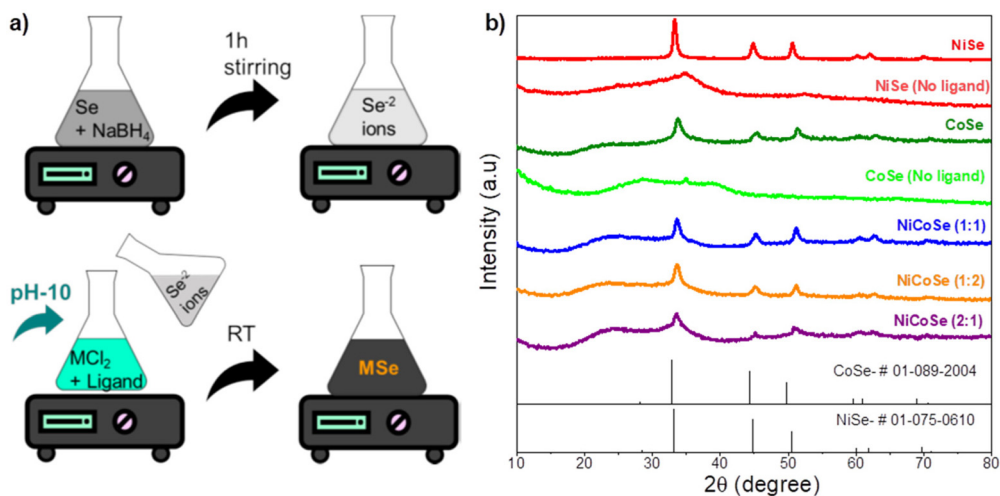 a)
1h
stirring
Se
+ NaBH₄
Se⁻²
ions
pH-10
Se⁻²
ions
RT
MCl₂
+ Ligand
MSe
b)
NiSe
NiSe (No ligand)
CoSe
CoSe (No ligand)
NiCoSe (1:1)
NiCoSe (1:2)
NiCoSe (2:1)
CoSe- # 01-089-2004
NiSe- # 01-075-0610
Intensity (a.u)
10 20 30 40 50 60 70 80
2θ (degree)